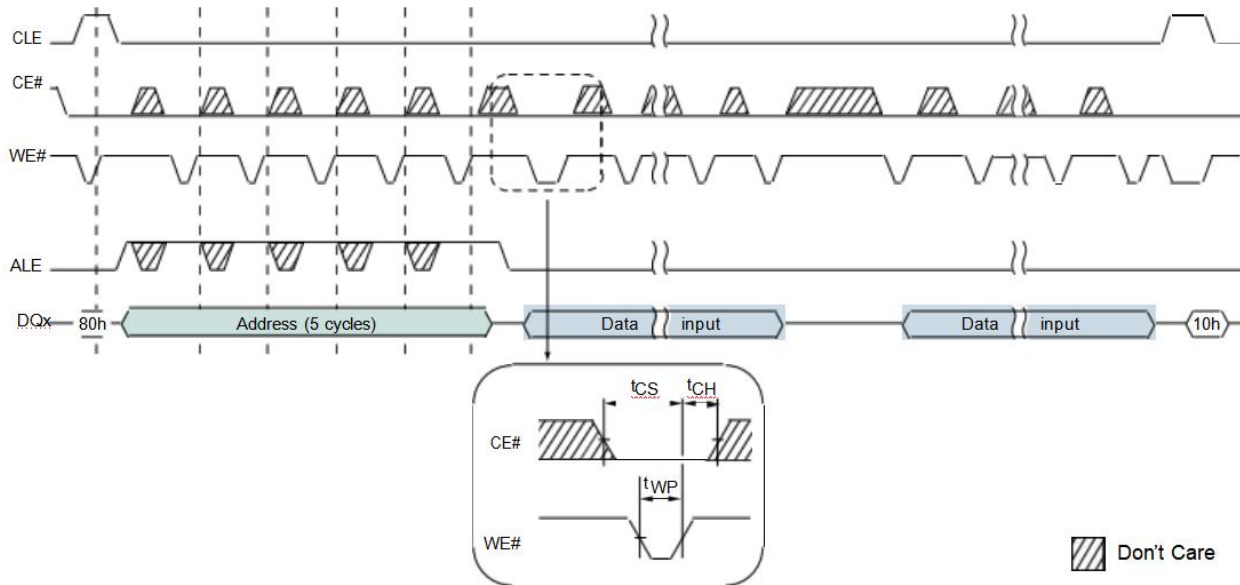 CLE
CE#
WE#
ALE
DQx
80h
Address (5 cycles)
Data input
Data input
10h
tCS
tCH
CE#
tWP
WE#
Don't Care